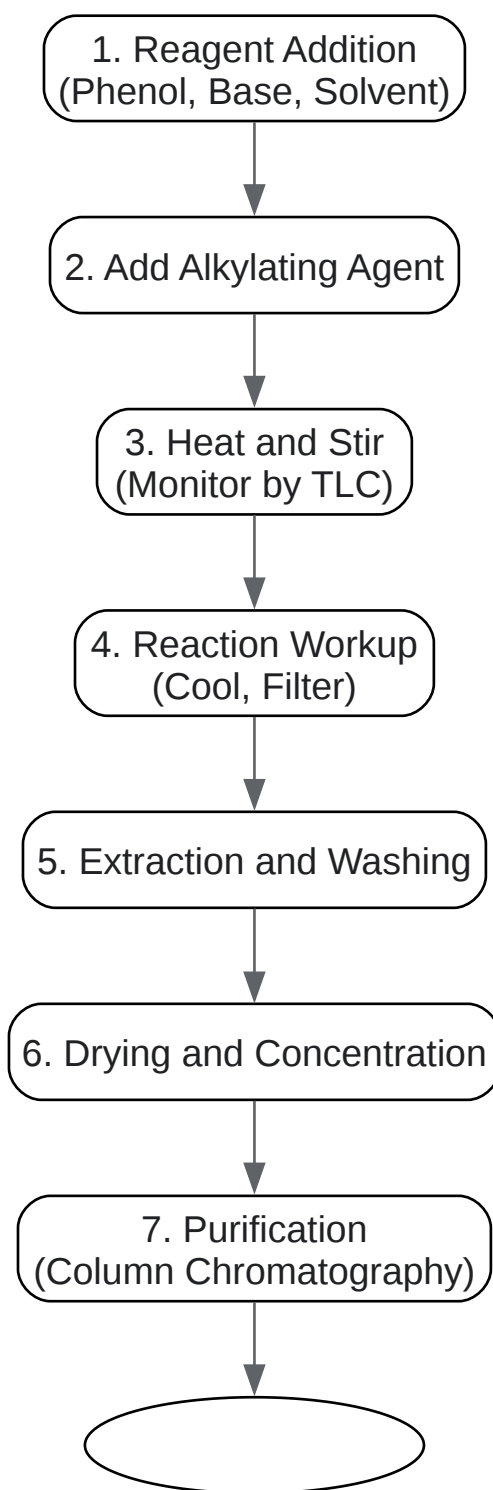 1. Reagent Addition
(Phenol, Base, Solvent)
2. Add Alkylating Agent
3. Heat and Stir
(Monitor by TLC)
4. Reaction Workup
(Cool, Filter)
5. Extraction and Washing
6. Drying and Concentration
7. Purification
(Column Chromatography)